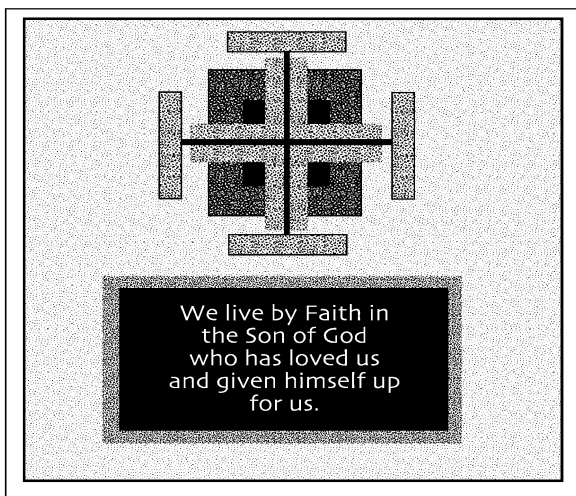 We live by Faith in
the Son of God
who has loved us
and given himself up
for us.